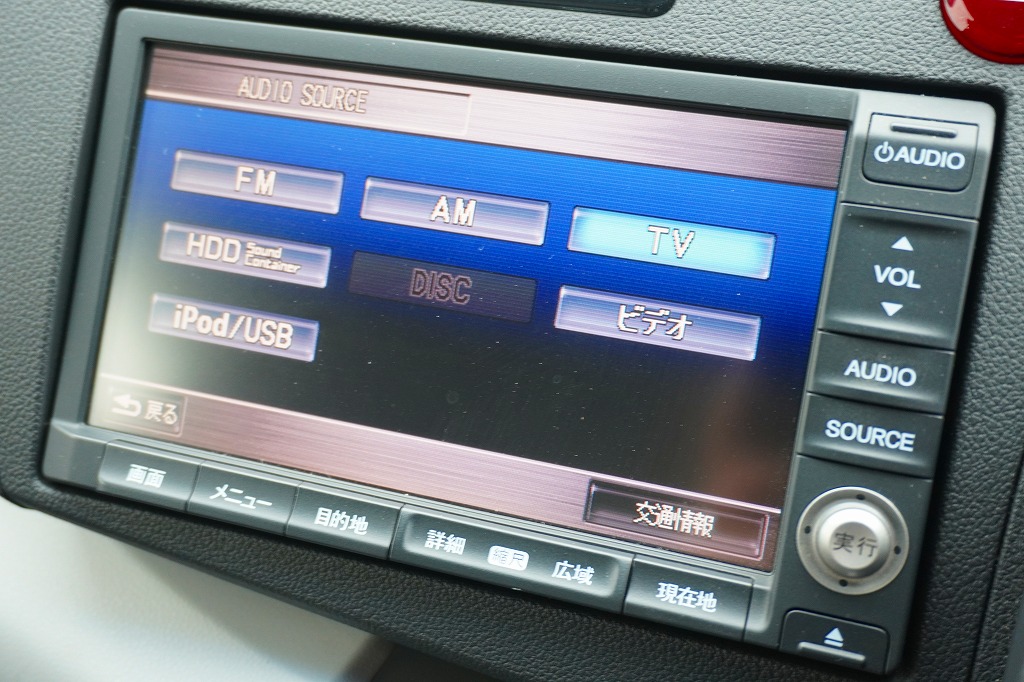 AUDIO SOURCE
FM
AM
TV
HDD Sound Container
DISC
ビデオ
iPod/USB
戻る
交通情報
AUDIO
VOL
AUDIO
SOURCE
実行
画面
メニュー
目的地
詳細
縮尺
広域
現在地